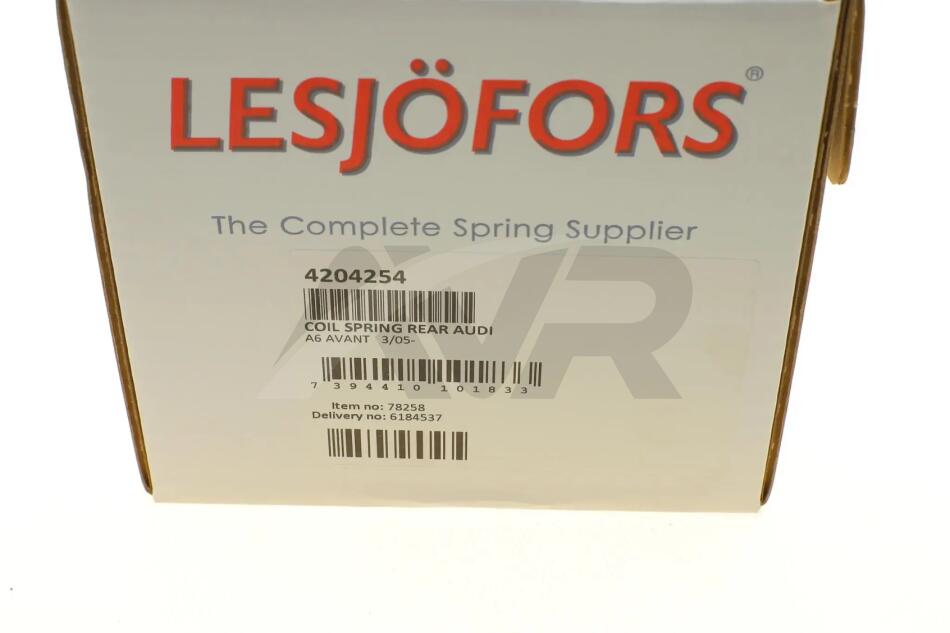 LESJÖFORS®
The Complete Spring Supplier
4204254
COIL SPRING REAR AUDI
A6 AVANT 3/05-
7 394410 101833
Item no: 78258
Delivery no: 6184537
AVR